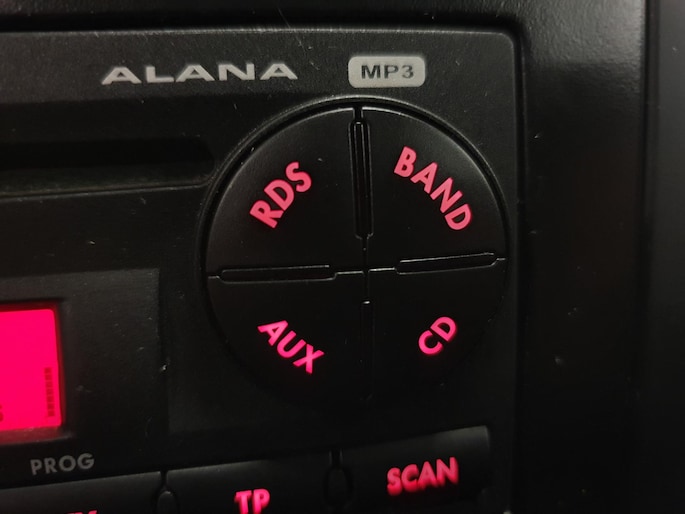 ALANA MP3
RDS
BAND
AUX
CD
PROG
SCAN
TP